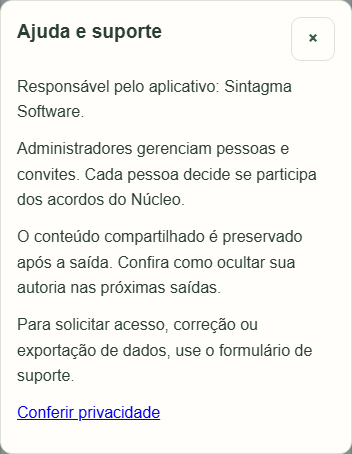 Ajuda e suporte
×
Responsável pelo aplicativo: Sintagma
Software.
Administradores gerenciam pessoas e
convites. Cada pessoa decide se participa
dos acordos do Núcleo.
O conteúdo compartilhado é preservado
após a saída. Confira como ocultar sua
autoria nas próximas saídas.
Para solicitar acesso, correção ou
exportação de dados, use o formulário de
suporte.
Conferir privacidade